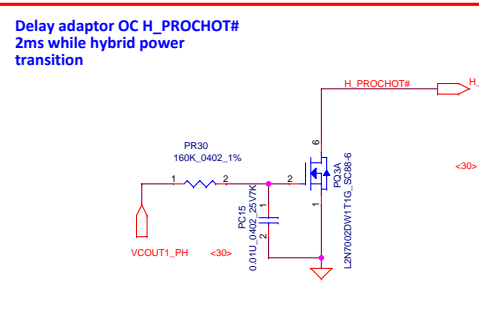 Delay adaptor OC H_PROCHOT#
2ms while hybrid power
transition
H_PROCHOT#
H_
<30>
6
PR30
160K_0402_1%
1
2
2
PQ3A
L2N7002DW1T1G_SC88-6
1
PC15
0.01U_0402_25V7K
1
2
VCOUT1_PH
<30>